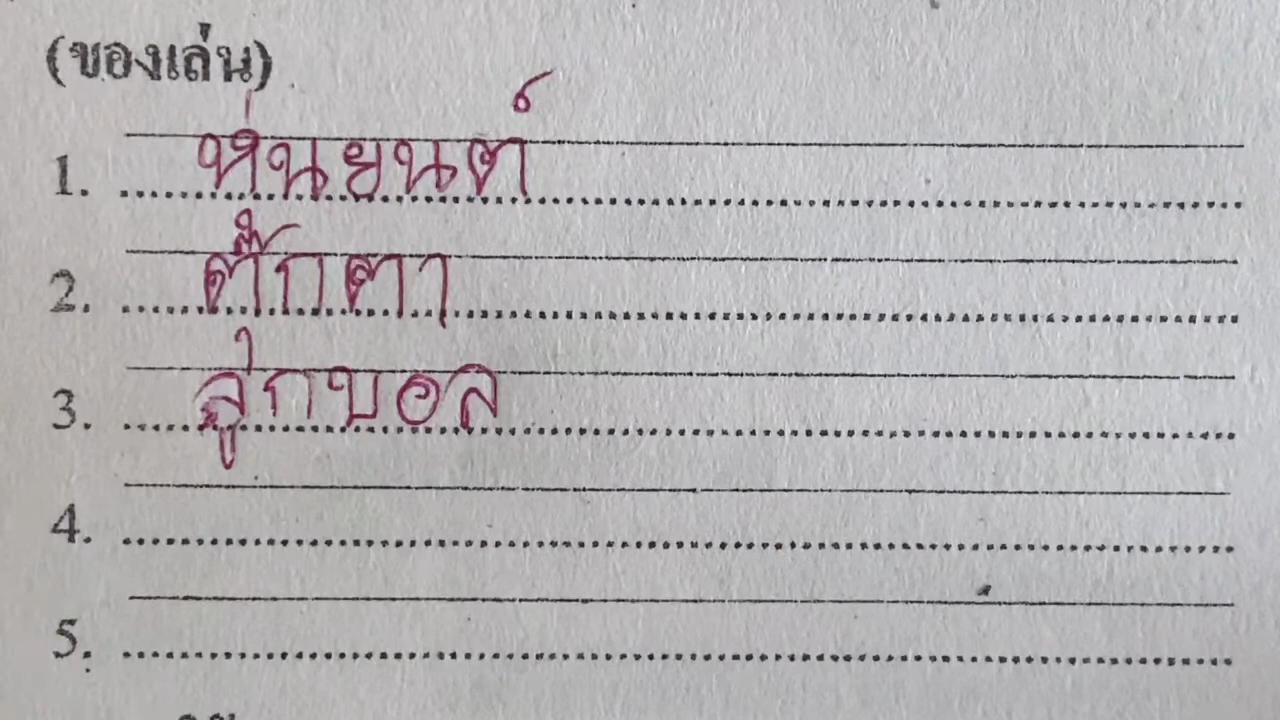 (ของเล่น)
1. ห่นยนต์
2. ตั๊กตา
3. ลู่กบอล
4.
5.